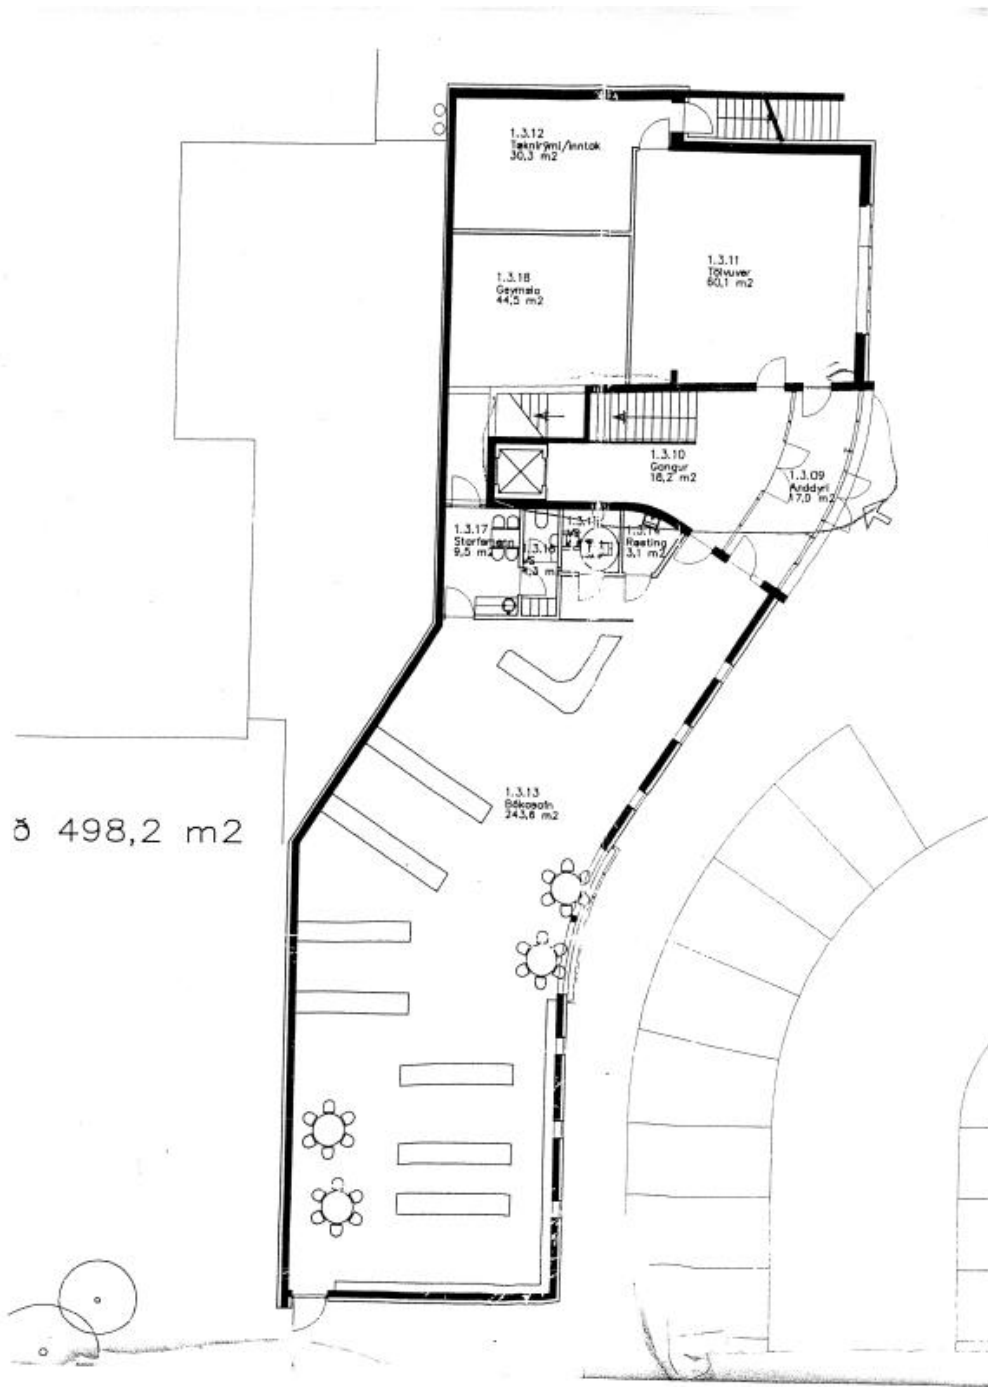 1.3.12
Tæknirými/inntak
30,3 m2
1.3.11
Tölvuver
60,1 m2
1.3.18
Geymsla
44,5 m2
1.3.10
Gangur
18,2 m2
1.3.09
Anddyri
17,0 m2
1.3.17
9,5 m2
Ræsting
3,1 m2
1.3.13
Bókasafn
243,8 m2
ð 498,2 m2